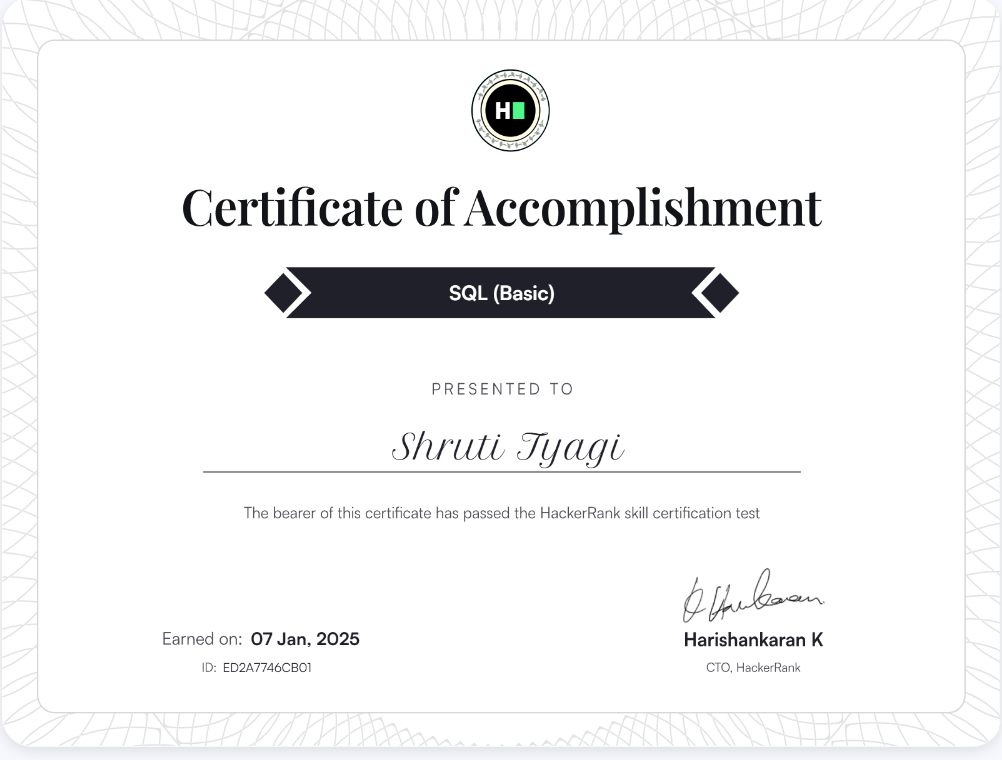 H
Certificate of Accomplishment
SQL (Basic)
PRESENTED TO
Shruti Tyagi
The bearer of this certificate has passed the HackerRank skill certification test
Earned on: 07 Jan, 2025
ID: ED2A7746CB01
Harishankaran K
CTO, HackerRank